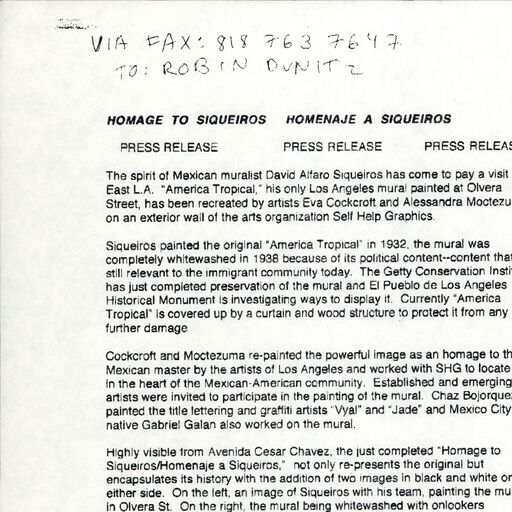 VIA FAX: 818 763 7647
TO: ROBIN DUNITZ
HOMAGE TO SIQUEIROS HOMENAJE A SIQUEIROS
PRESS RELEASE PRESS RELEASE PRESS RELEAS
The spirit of Mexican muralist David Alfaro Siqueiros has come to pay a visit
East L.A. "America Tropical," his only Los Angeles mural painted at Olvera
Street, has been recreated by artists Eva Cockcroft and Alessandra Moctezu
on an exterior wall of the arts organization Self Help Graphics.
Siqueiros painted the original "America Tropical" in 1932, the mural was
completely whitewashed in 1938 because of its political content--content that
still relevant to the immigrant community today. The Getty Conservation Insti
has just completed preservation of the mural and El Pueblo de Los Angeles
Historical Monument is investigating ways to display it. Currently "America
Tropical" is covered up by a curtain and wood structure to protect it from any
further damage
Cockcroft and Moctezuma re-painted the powerful image as an homage to th
Mexican master by the artists of Los Angeles and worked with SHG to locate
in the heart of the Mexican-American community. Established and emerging
artists were invited to participate in the painting of the mural. Chaz Bojorque
painted the title lettering and graffiti artists "Vyal" and "Jade" and Mexico City
native Gabriel Galan also worked on the mural.
Highly visible from Avenida Cesar Chavez, the just completed "Homage to
Siqueiros/Homenaje a Siqueiros," not only re-presents the original but
encapsulates its history with the addition of two images in black and white on
either side. On the left, an image of Siqueiros with his team, painting the mu
in Olvera St. On the right, the mural being whitewashed with onlookers